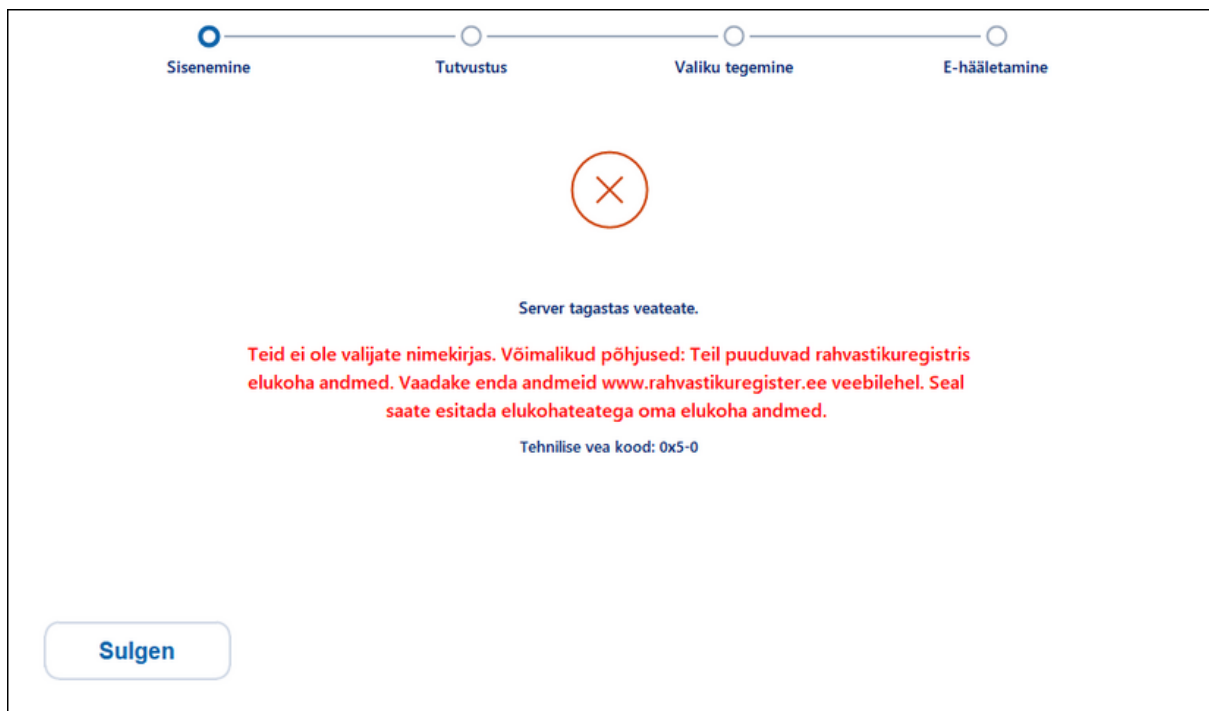 Sisenemine
Tutvustus
Valiku tegemine
E-hääletamine
Server tagastas veateate.
Teid ei ole valijate nimekirjas. Võimalikud põhjused: Teil puuduvad rahvastikuregistris
elukoha andmed. Vaadake enda andmeid www.rahvastikuregister.ee veebilehel. Seal
saate esitada elukohateatega oma elukoha andmed.
Tehnilise vea kood: 0x5-0
Sulgen